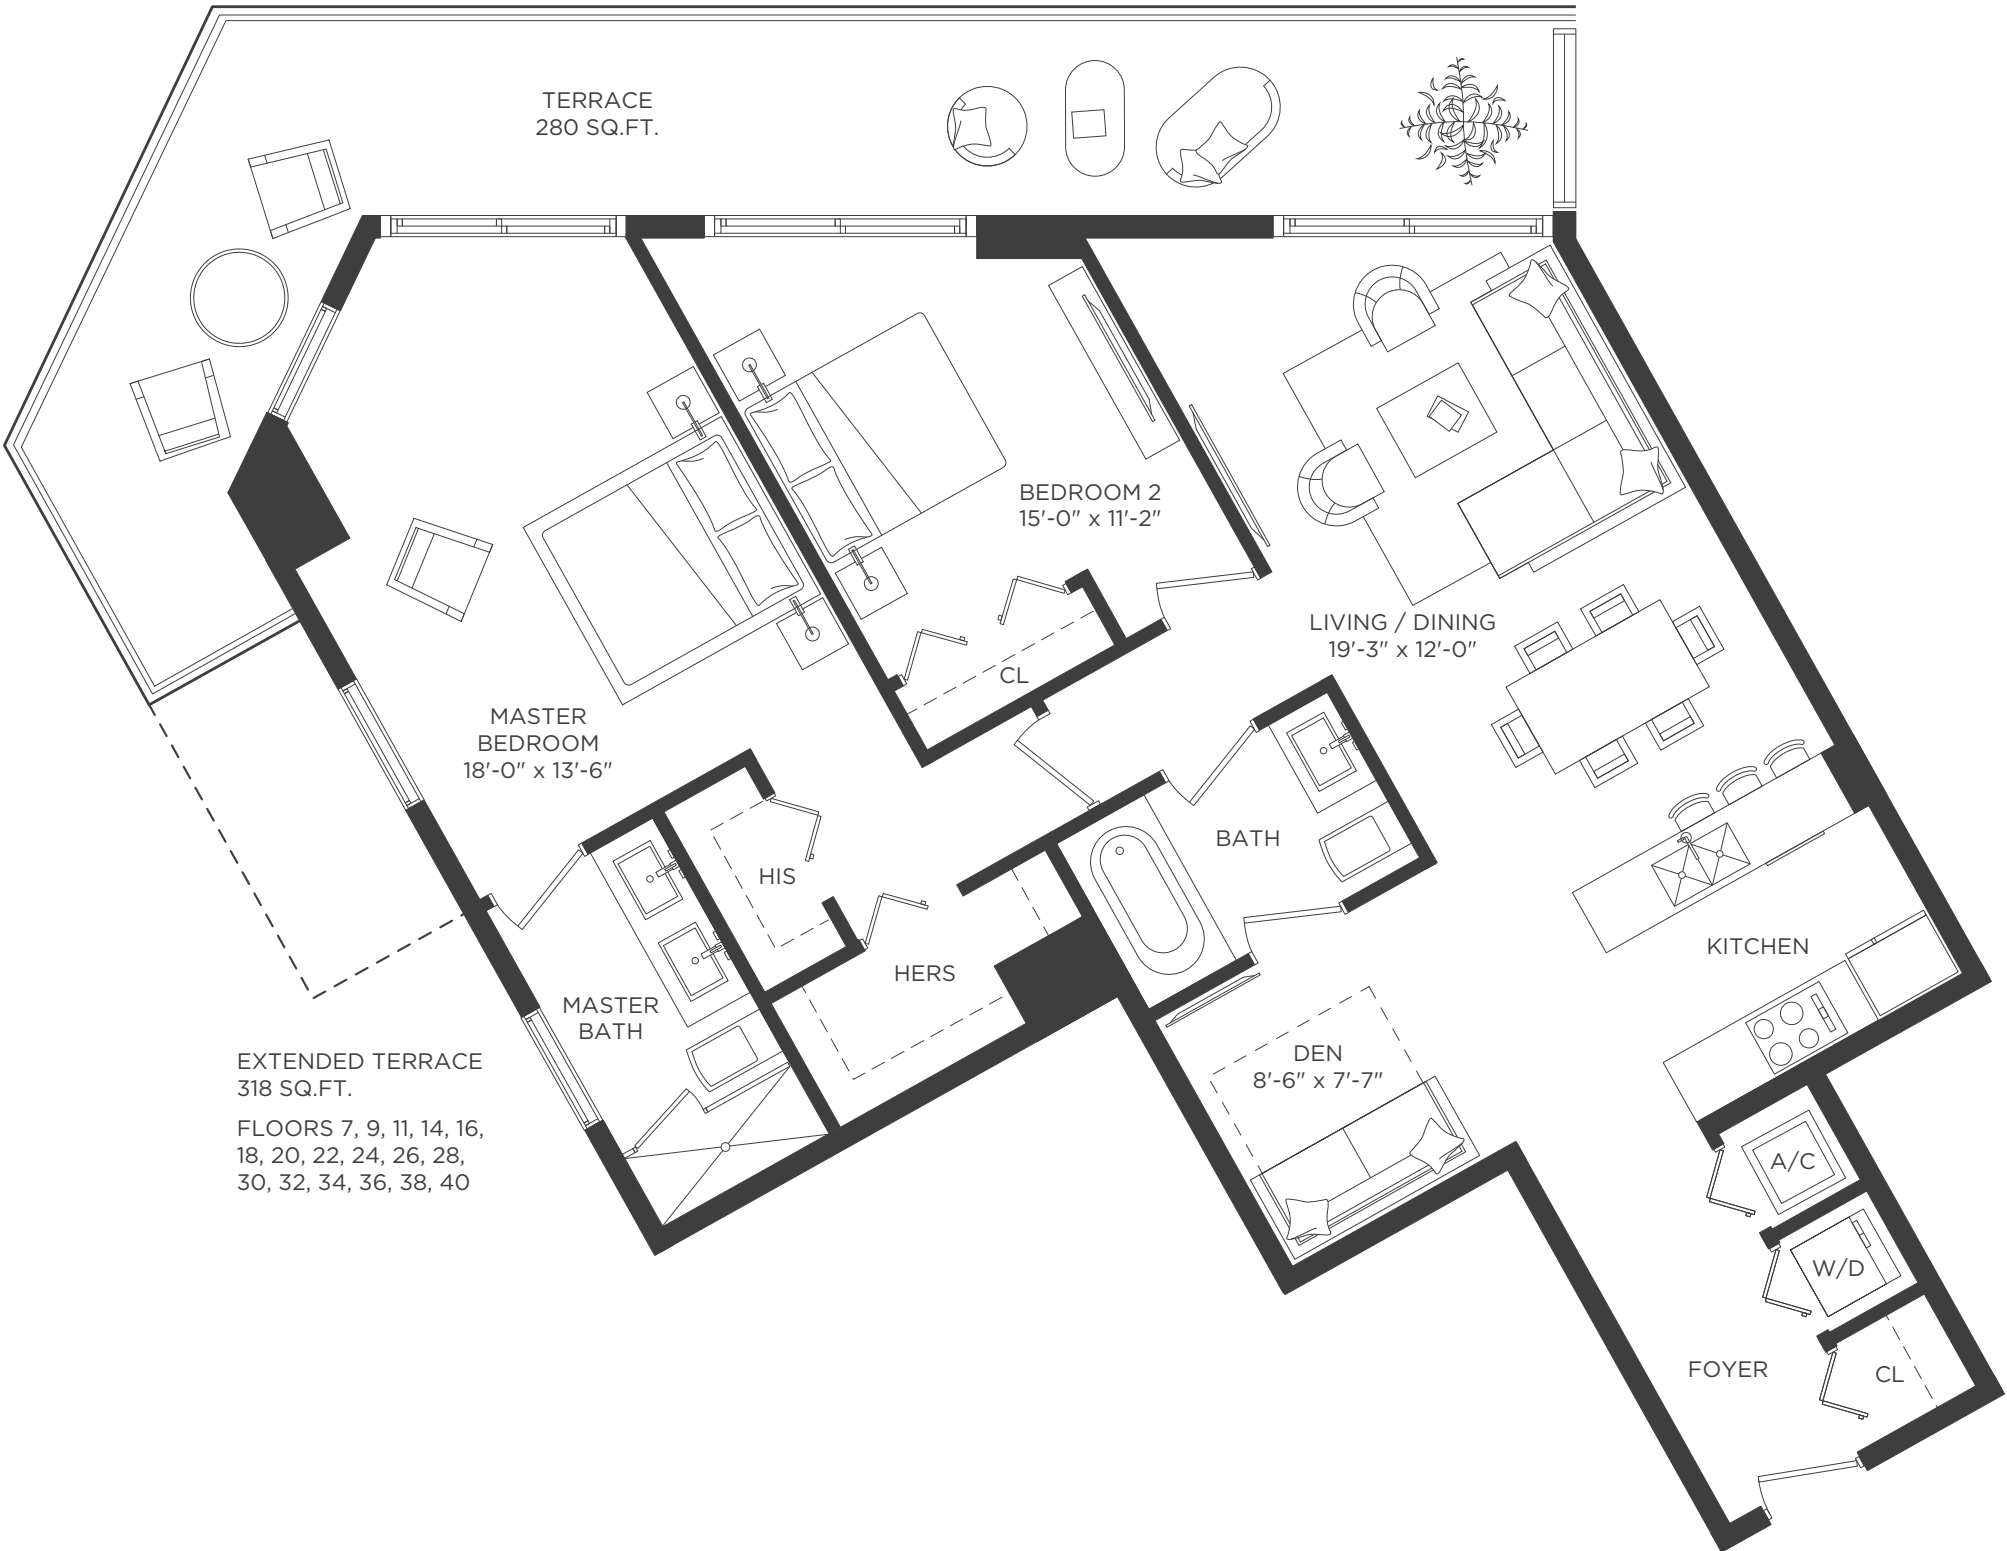 TERRACE
280 SQ.FT.
BEDROOM 2
15'-0" x 11'-2"
LIVING / DINING
19'-3" x 12'-0"
CL
MASTER
BEDROOM
18'-0" x 13'-6"
BATH
HIS
HERS
KITCHEN
MASTER
BATH
DEN
8'-6" x 7'-7"
EXTENDED TERRACE
318 SQ.FT.
FLOORS 7, 9, 11, 14, 16,
18, 20, 22, 24, 26, 28,
30, 32, 34, 36, 38, 40
A/C
W/D
FOYER
CL